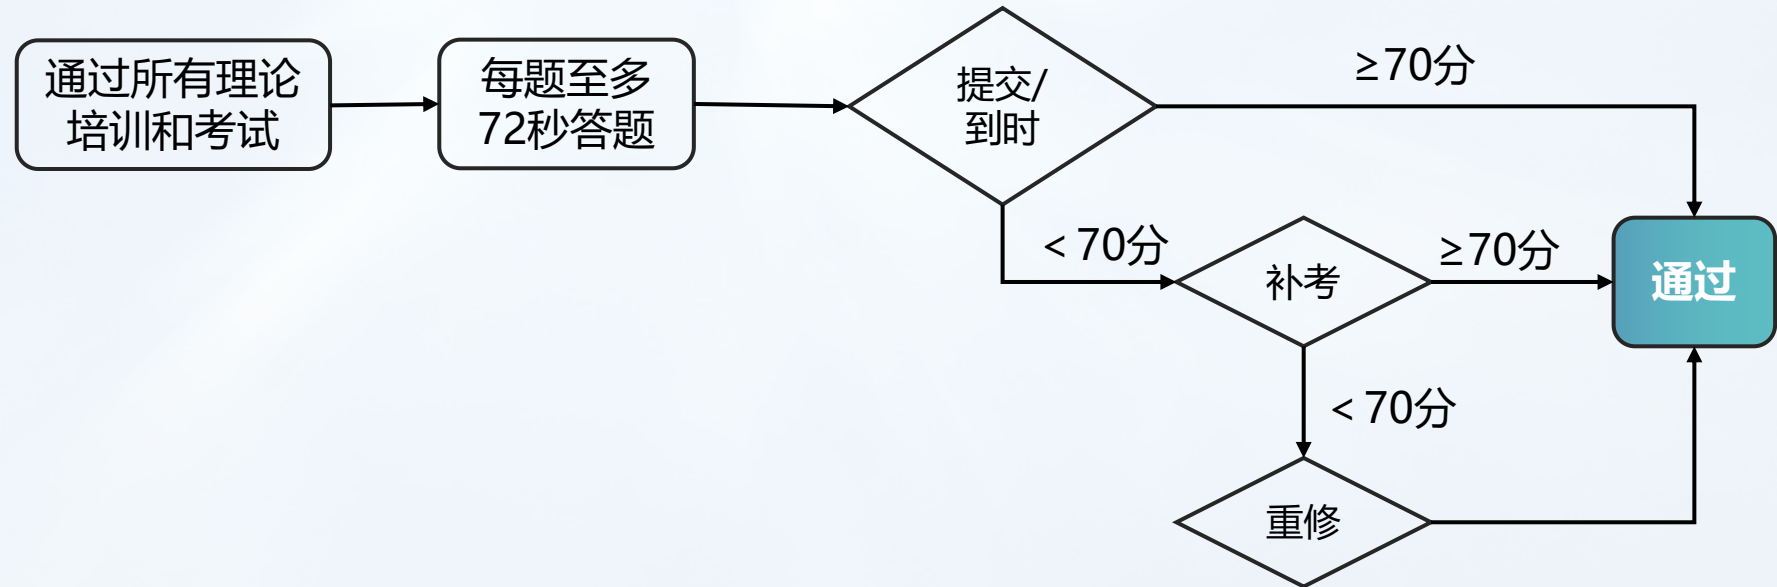 通过所有理论
培训和考试
每题至多
72秒答题
提交/
到时
≥70分
< 70分
补考
≥70分
通过
< 70分
重修